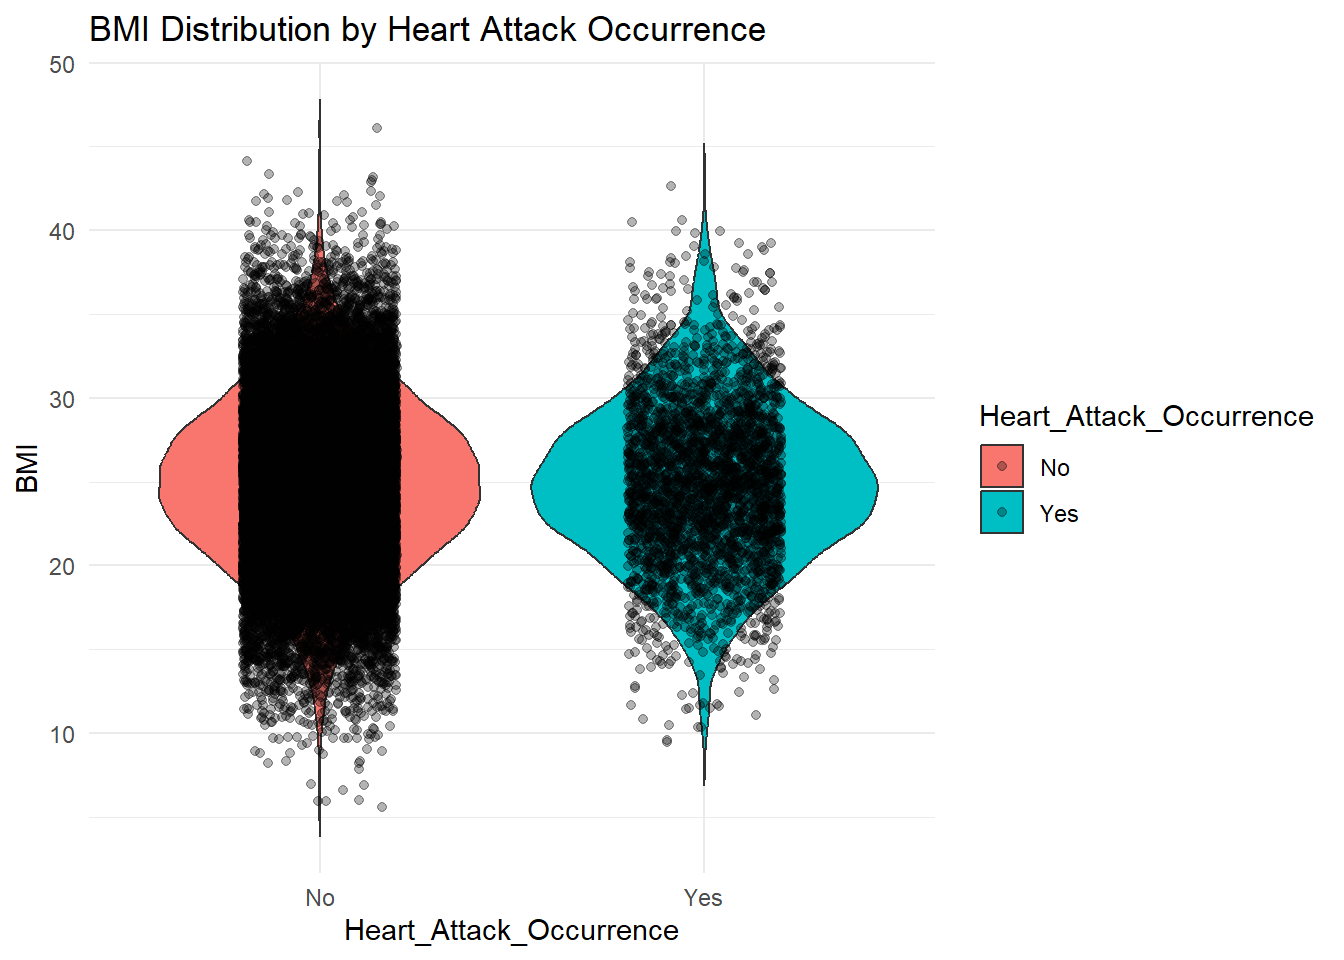 BMI Distribution by Heart Attack Occurrence
50
40
30
20
10
BMI
No
Yes
Heart_Attack_Occurrence
Heart_Attack_Occurrence
No
Yes